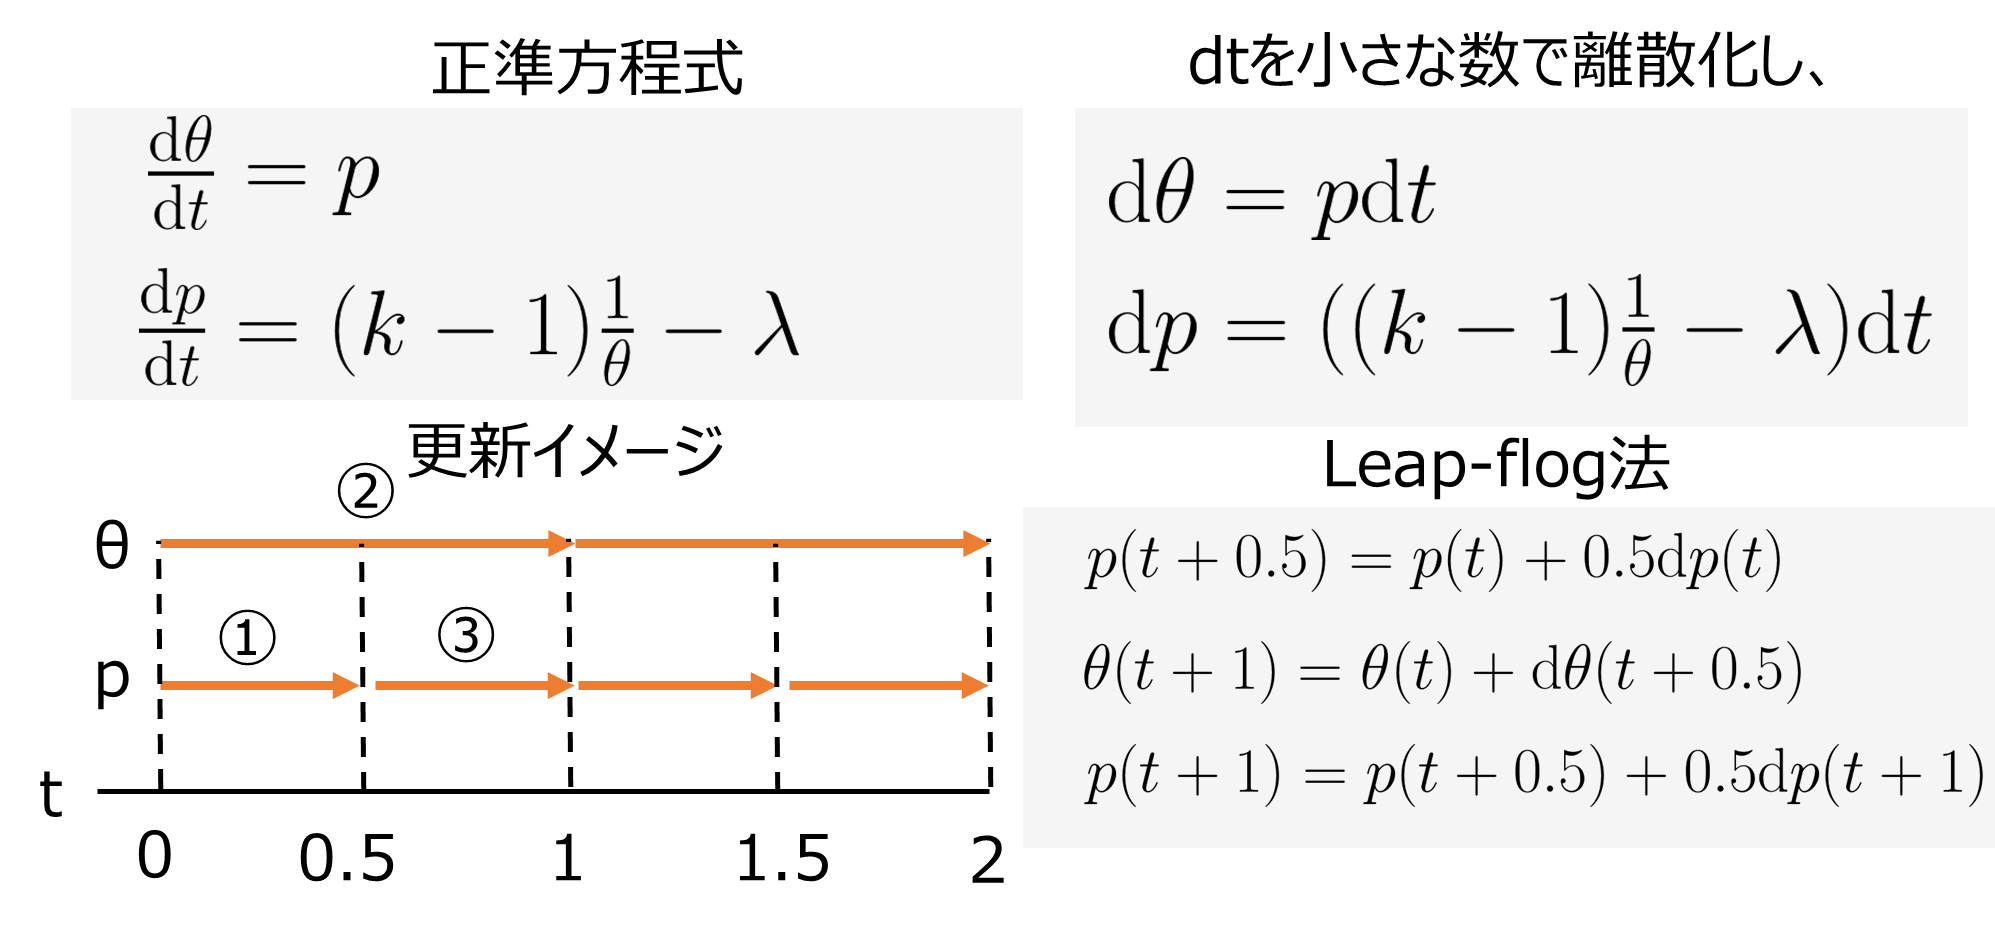 正準方程式
dθ/dt = p
dp/dt = (k − 1)1/θ − λ
dtを小さな数で離散化し、
dθ = pdt
dp = ((k − 1)1/θ − λ)dt
更新イメージ
②
θ
①
③
p
t
0 0.5 1 1.5 2
Leap-flog法
p(t + 0.5) = p(t) + 0.5dp(t)
θ(t + 1) = θ(t) + dθ(t + 0.5)
p(t + 1) = p(t + 0.5) + 0.5dp(t + 1)